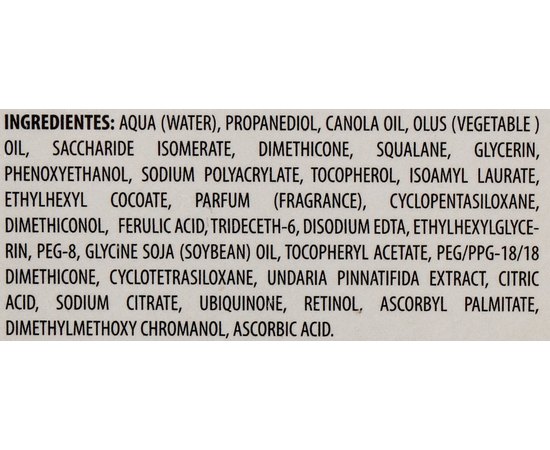 INGREDIENTES: AQUA (WATER), PROPANEDIOL, CANOLA OIL, OLUS (VEGETABLE )
OIL, SACCHARIDE ISOMERATE, DIMETHICONE, SQUALANE, GLYCERIN,
PHENOXYETHANOL, SODIUM POLYACRYLATE, TOCOPHEROL, ISOAMYL LAURATE,
ETHYLHEXYL COCOATE, PARFUM (FRAGRANCE), CYCLOPENTASILOXANE,
DIMETHICONOL, FERULIC ACID, TRIDECETH-6, DISODIUM EDTA, ETHYLHEXYLGLYCE-
RIN, PEG-8, GLYCiNE SOJA (SOYBEAN) OIL, TOCOPHERYL ACETATE, PEG/PPG-18/18
DIMETHICONE, CYCLOTETRASILOXANE, UNDARIA PINNATIFIDA EXTRACT, CITRIC
ACID, SODIUM CITRATE, UBIQUINONE, RETINOL, ASCORBYL PALMITATE,
DIMETHYLMETHOXY CHROMANOL, ASCORBIC ACID.